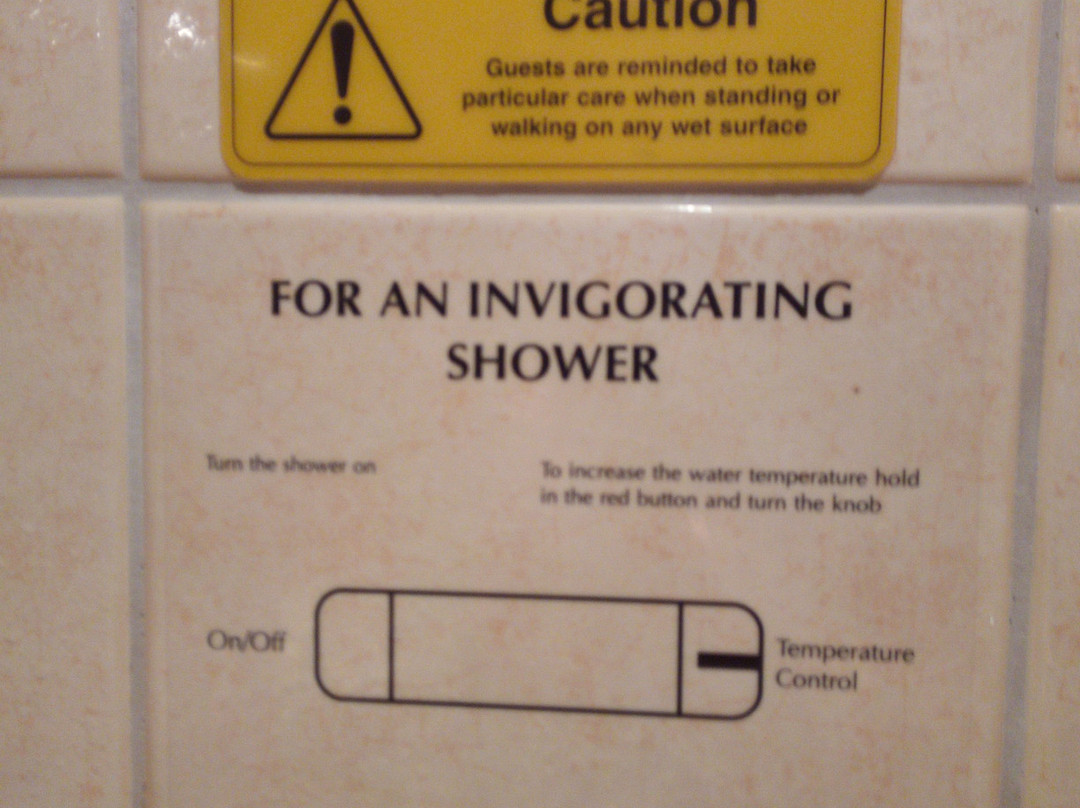 Caution
Guests are reminded to take
particular care when standing or
walking on any wet surface
FOR AN INVIGORATING
SHOWER
Turn the shower on
To increase the water temperature hold
in the red button and turn the knob
On/Off
Temperature
Control